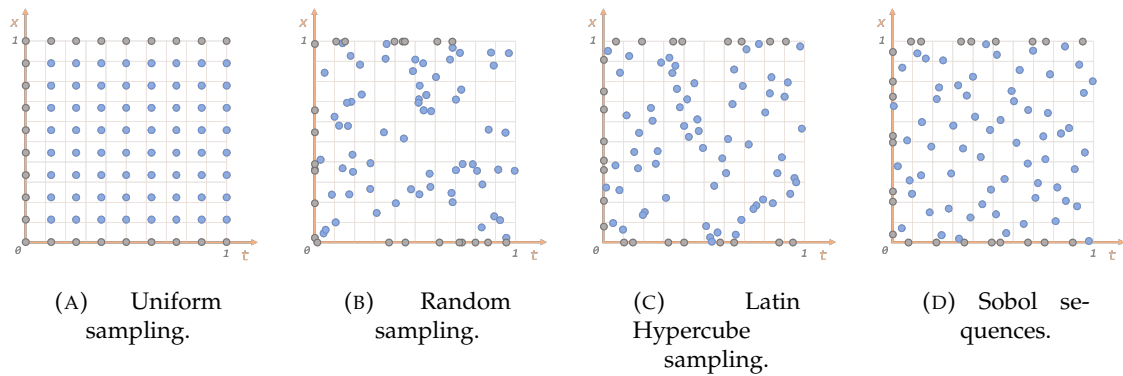 x
1
0
1
t
x
1
0
1
t
x
1
0
1
t
x
1
0
1
t
(A) Uniform
sampling.
(B) Random
sampling.
(C) Latin
Hypercube
sampling.
(D) Sobol se-
quences.